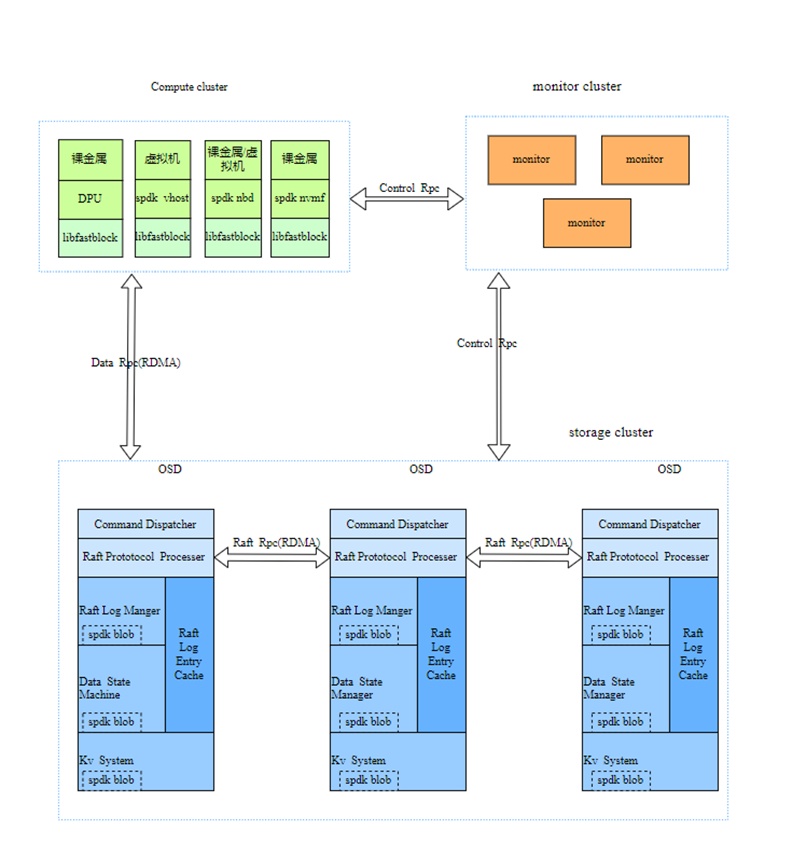 Compute cluster
monitor cluster
裸金属
虚拟机
裸金属/虚
拟机
裸金属
DPU
spdk vhost
spdk nbd
spdk nvmf
libfastblock
libfastblock
libfastblock
libfastblock
Control Rpc
monitor
monitor
monitor
Data Rpc(RDMA)
Control Rpc
storage cluster
OSD
OSD
OSD
Command Dispatcher
Raft Prototocol Processer
Raft Log Manger
spdk blob
Raft
Log
Entry
Cache
Data State
Machine
spdk blob
Kv System
spdk blob
Raft Rpc(RDMA)
Command Dispatcher
Raft Prototocol Processer
Raft Log Manger
spdk blob
Raft
Log
Entry
Cache
Data State
Manager
spdk blob
Kv System
spdk blob
Raft Rpc(RDMA)
Command Dispatcher
Raft Prototocol Processer
Raft Log Manger
spdk blob
Raft
Log
Entry
Cache
Data State
Manager
spdk blob
Kv System
spdk blob